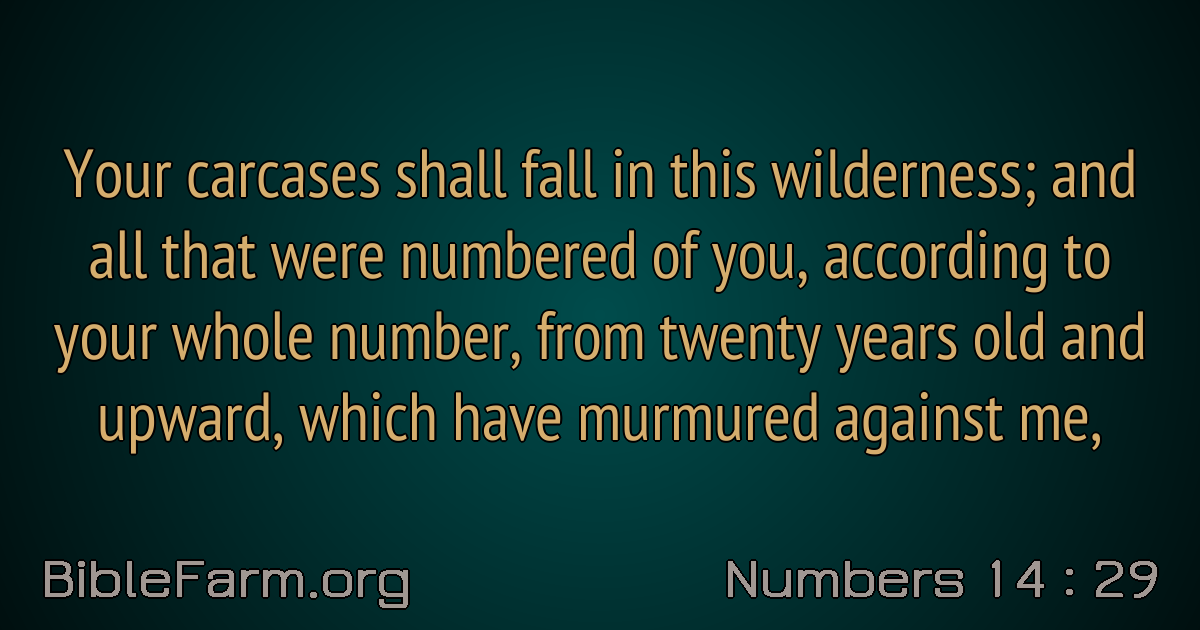 Your carcases shall fall in this wilderness; and
all that were numbered of you, according to
your whole number, from twenty years old and
upward, which have murmured against me,
BibleFarm.org
Numbers 14 : 29